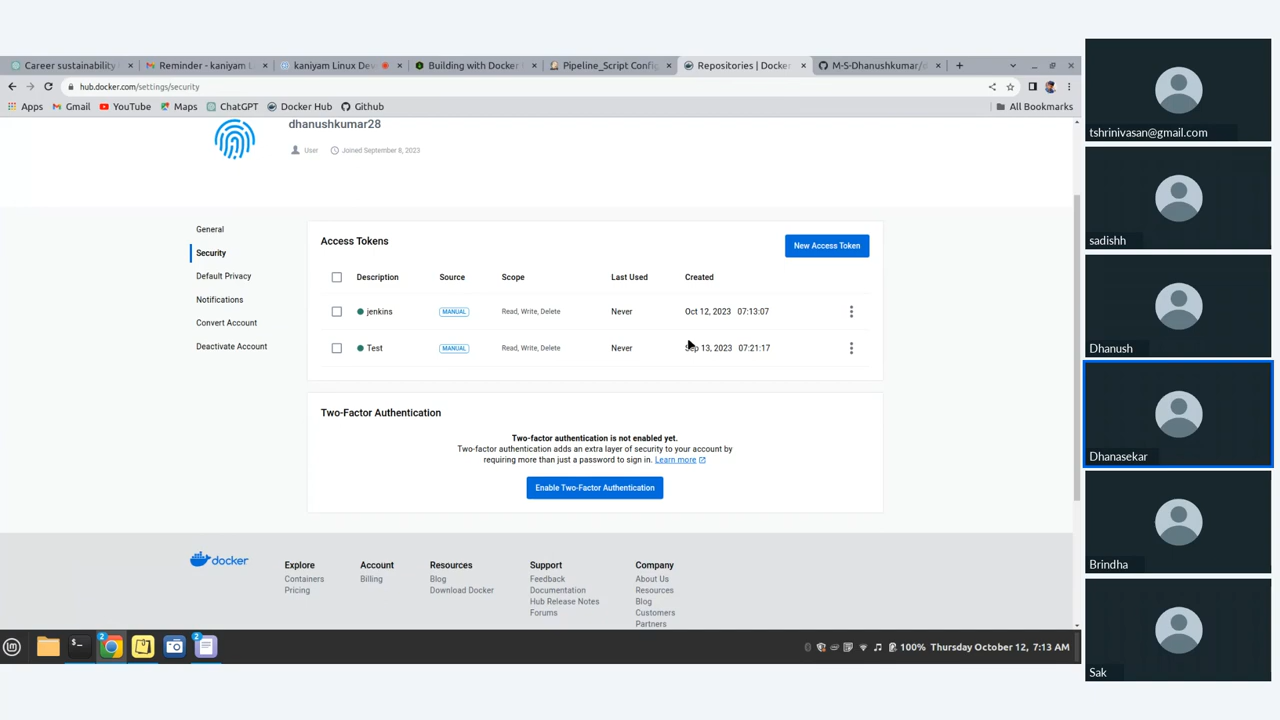 Career sustainability
Reminder - kaniyam L
kaniyam Linux Dev
Building with Docker
Pipeline_Script Config
Repositories | Docker
M-S-Dhanushkumar/d
hub.docker.com/settings/security
Apps
Gmail
YouTube
Maps
ChatGPT
Docker Hub
Github
All Bookmarks
dhanushkumar28
User
Joined September 8, 2023
General
Security
Default Privacy
Notifications
Convert Account
Deactivate Account
Access Tokens
New Access Token
Description Source Scope Last Used Created
jenkins MANUAL Read, Write, Delete Never Oct 12, 2023 07:13:07
Test MANUAL Read, Write, Delete Never Sep 13, 2023 07:21:17
Two-Factor Authentication
Two-factor authentication is not enabled yet.
Two-factor authentication adds an extra layer of security to your account by
requiring more than just a password to sign in. Learn more
Enable Two-Factor Authentication
docker
Explore
Containers
Pricing
Account
Billing
Resources
Blog
Download Docker
Support
Feedback
Documentation
Hub Release Notes
Forums
Company
About Us
Resources
Blog
Customers
Partners
2
2
100% Thursday October 12, 7:13 AM
tshrinivasan@gmail.com
sadishh
Dhanush
Dhanasekar
Brindha
Sak